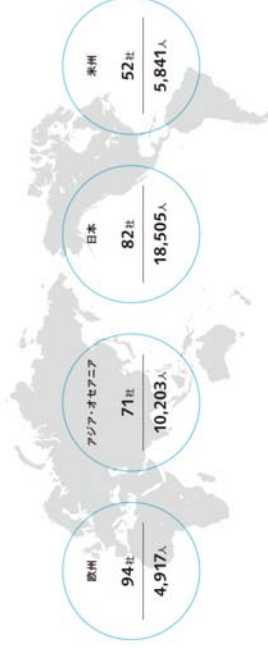 欧州
94社
4,917人
アジア・オセアニア
71社
10,203人
日本
82社
18,505人
米州
52社
5,841人